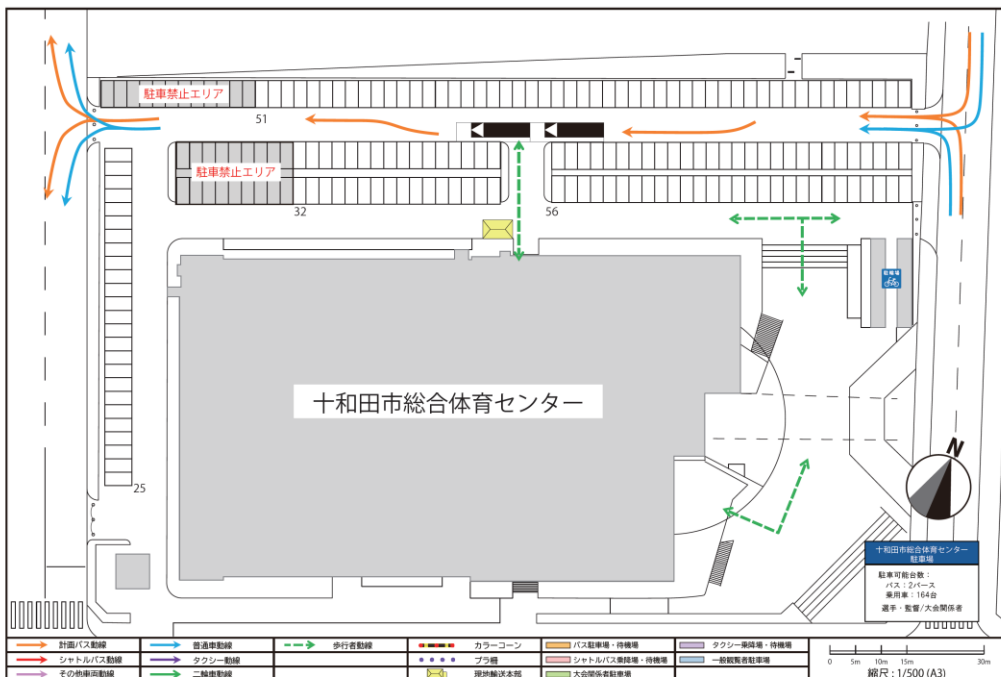 駐車禁止エリア
51
駐車禁止エリア
32
56
駐輪場
十和田市総合体育センター
25
N
十和田市総合体育センター
駐車場
駐車可能台数：
バス：2バース
乗用車：164台
選手・監督/大会関係者
計画バス動線
普通車動線
歩行者動線
カラーコーン
バス駐車場・待機場
タクシー乗降場・待機場
シャトルバス動線
タクシー動線
プラ柵
シャトルバス乗降場・待機場
一般観覧者駐車場
その他車両動線
二輪車動線
現地輸送本部
大会関係者駐車場
0 5m 10m 15m 30m
縮尺：1/500 (A3)